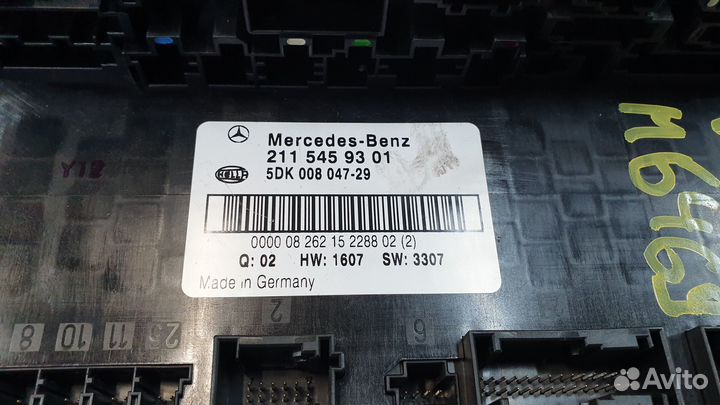 Mercedes-Benz
211 545 93 01
HELLA
5DK 008 047-29
0000 08 262 15 2288 02 (2)
Q: 02 HW: 1607 SW: 3307
Made in Germany
Y12
M6463
8 10 11 25
2
6
Avito